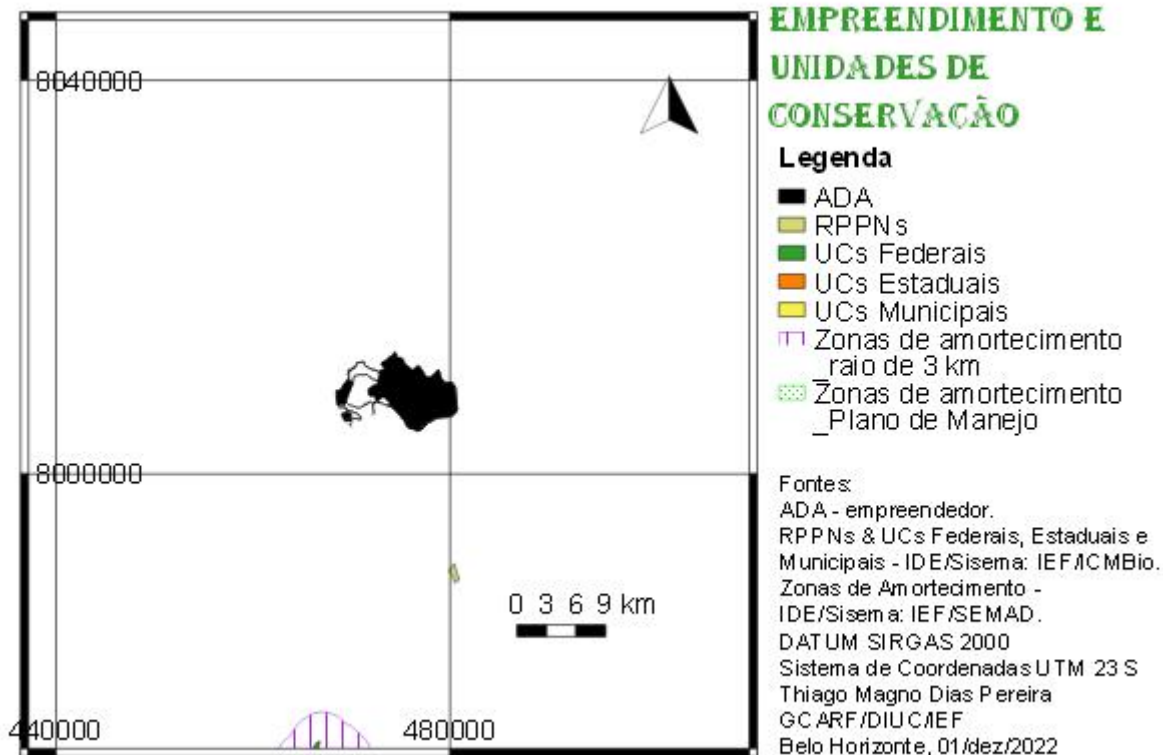 EMPREENDIMENTO E
UNIDADES DE
CONSERVAÇÃO
Legenda
ADA
RPPNs
UCs Federais
UCs Estaduais
UCs Municipais
Zonas de amortecimento
_raio de 3 km
Zonas de amortecimento
_Plano de Manejo
Fontes:
ADA - empreendedor.
RPPNs & UCs Federais, Estaduais e
Municipais - IDE/Sisema: IEF/ICMBio.
Zonas de Amortecimento -
IDE/Sisema: IEF/SEMAD.
DATUM SIRGAS 2000
Sistema de Coordenadas UTM 23 S
Thiago Magno Dias Pereira
GCARF/DIUC/IEF
Belo Horizonte, 01/dez/2022
8040000
8000000
0 3 6 9 km
440000
480000